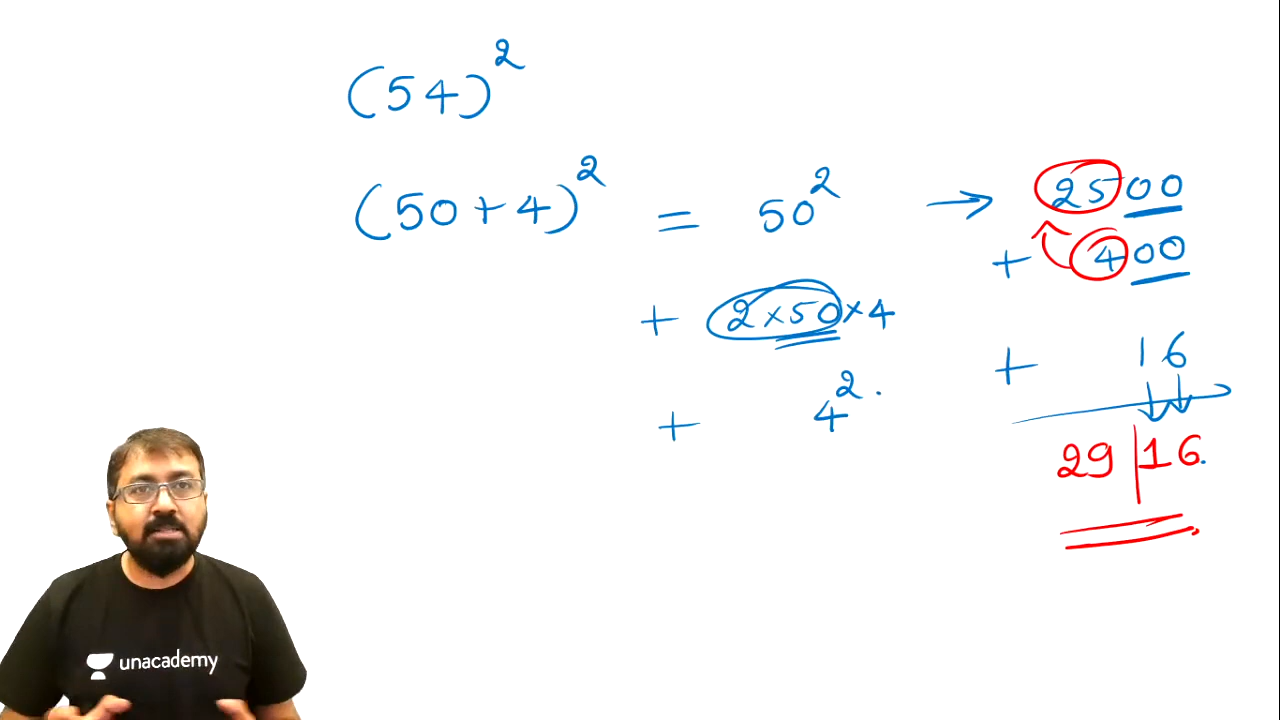 (54)²
(50+4)² = 50² → 2500
+ 2×50×4 + 400
+ 4². + 16
29|16.
unacademy